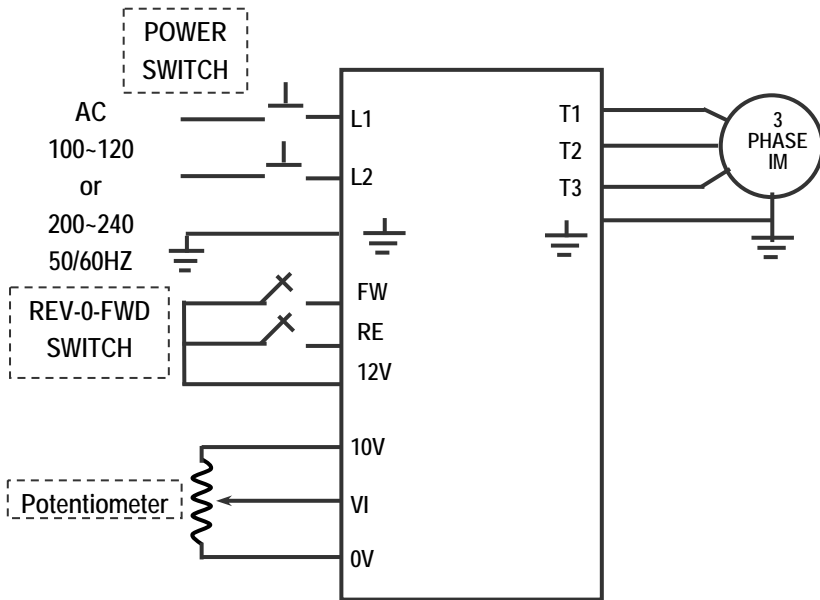 POWER
SWITCH
AC
100~120
or
200~240
50/60HZ
L1
L2
T1
T2
T3
3
PHASE
IM
REV-0-FWD
SWITCH
FW
RE
12V
10V
Potentiometer
VI
0V